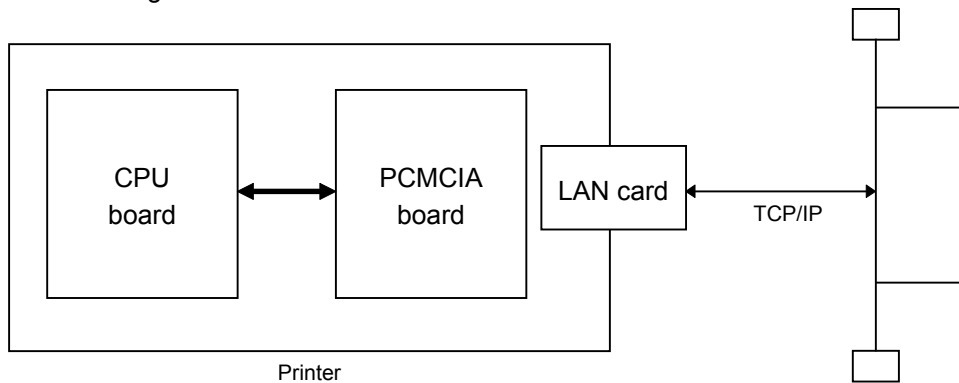 CPU
board
PCMCIA
board
LAN card
TCP/IP
Printer